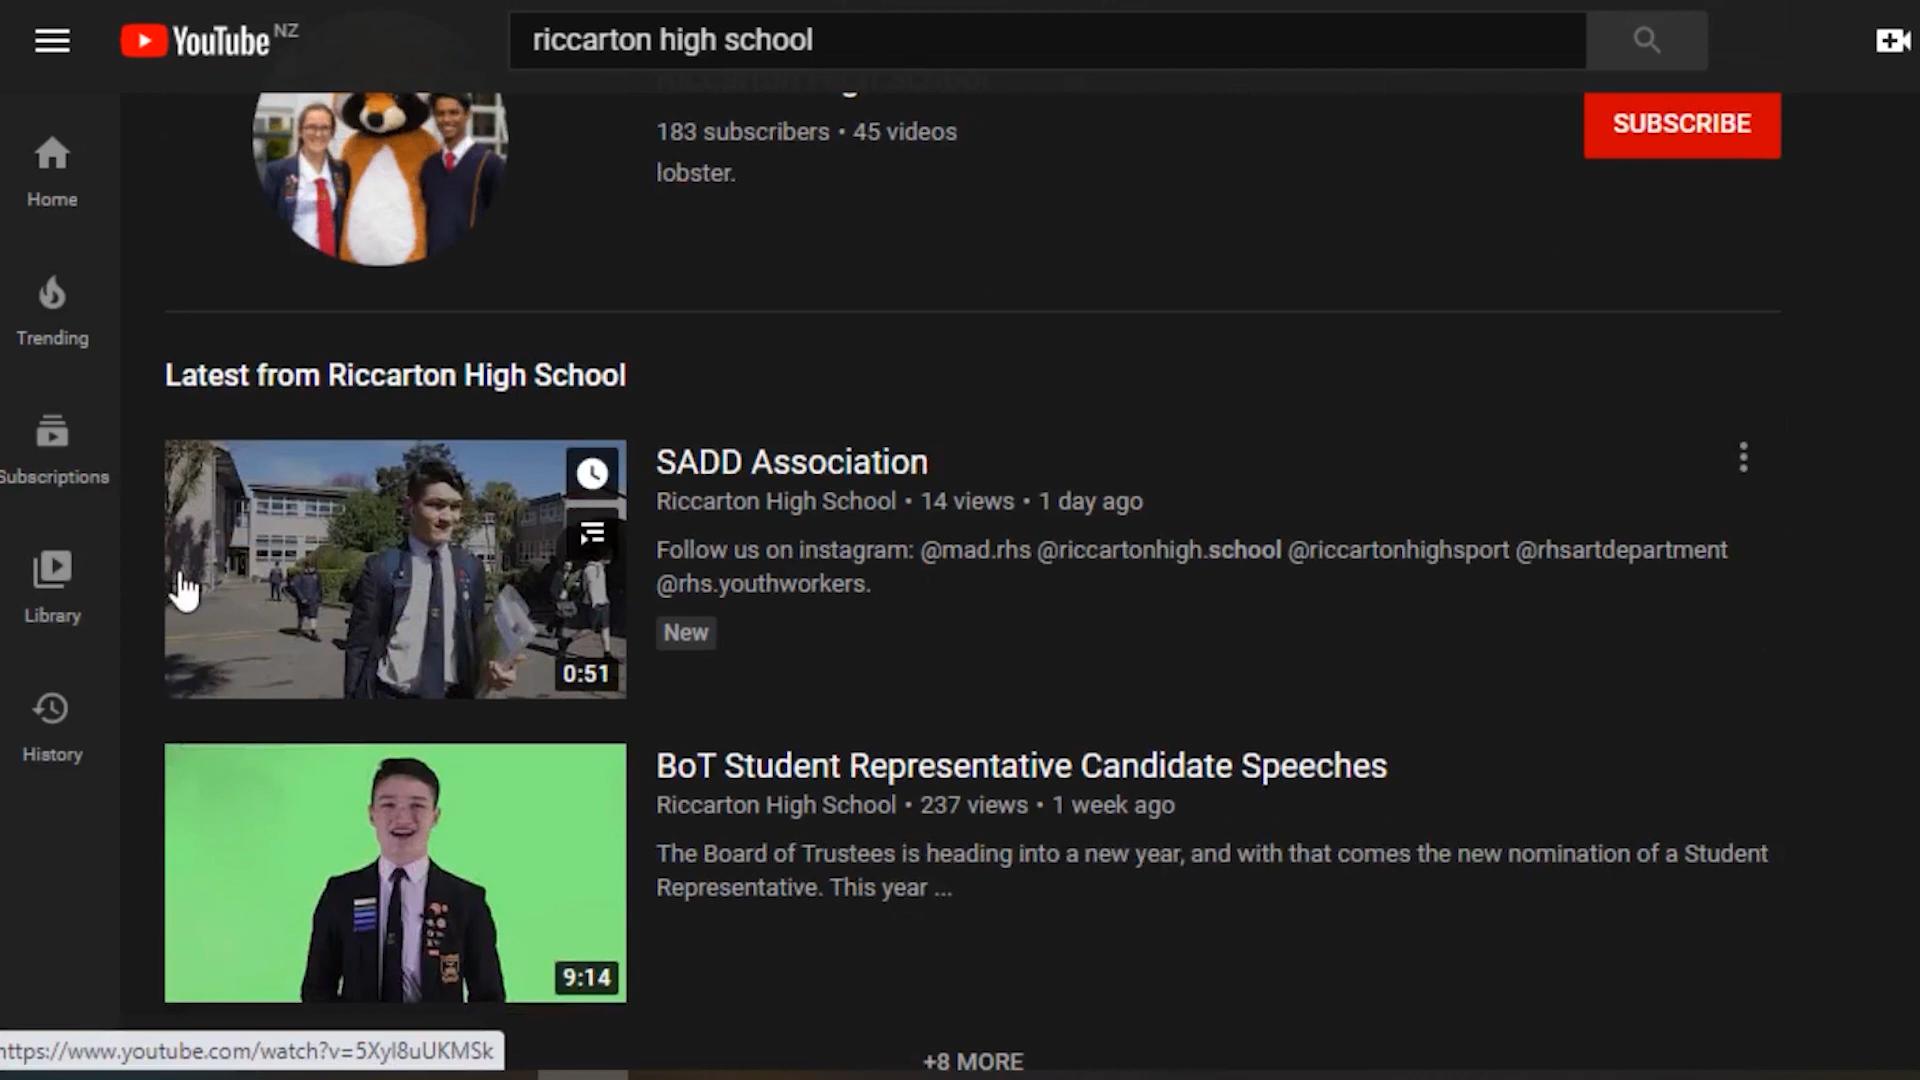 YouTube NZ
riccarton high school
183 subscribers • 45 videos
SUBSCRIBE
lobster.
Home
Trending
Subscriptions
Library
History
Latest from Riccarton High School
SADD Association
Riccarton High School • 14 views • 1 day ago
Follow us on instagram: @mad.rhs @riccartonhigh.school @riccartonhighsport @rhsartdepartment
@rhs.youthworkers.
New
0:51
BoT Student Representative Candidate Speeches
Riccarton High School • 237 views • 1 week ago
The Board of Trustees is heading into a new year, and with that comes the new nomination of a Student
Representative. This year ...
9:14
https://www.youtube.com/watch?v=5Xyl8uUKMSk
+8 MORE